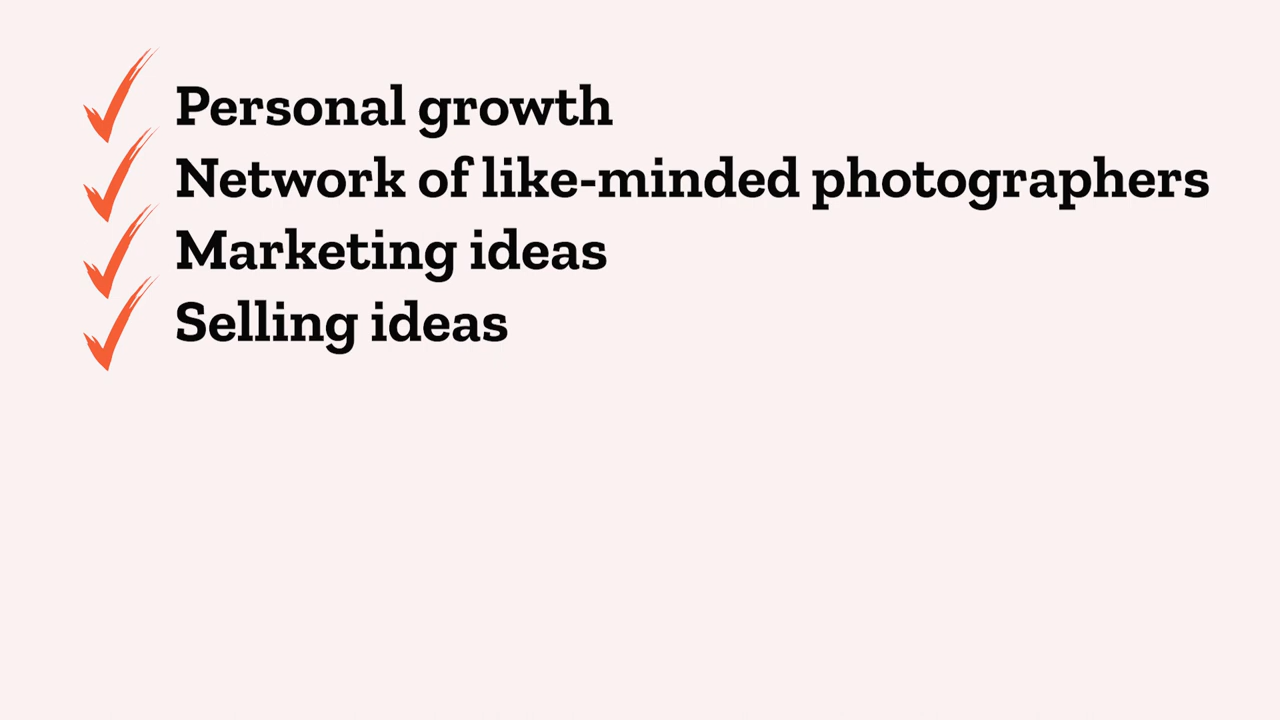 Personal growth
Network of like-minded photographers
Marketing ideas
Selling ideas